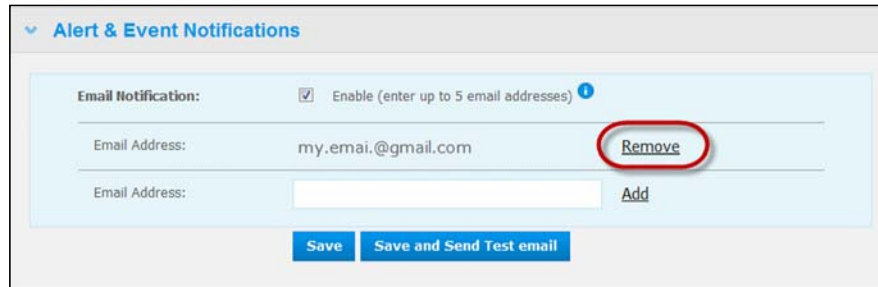 Alert & Event Notifications
Email Notification: Enable (enter up to 5 email addresses) i
Email Address: my.emai.@gmail.com Remove
Email Address: Add
Save Save and Send Test email